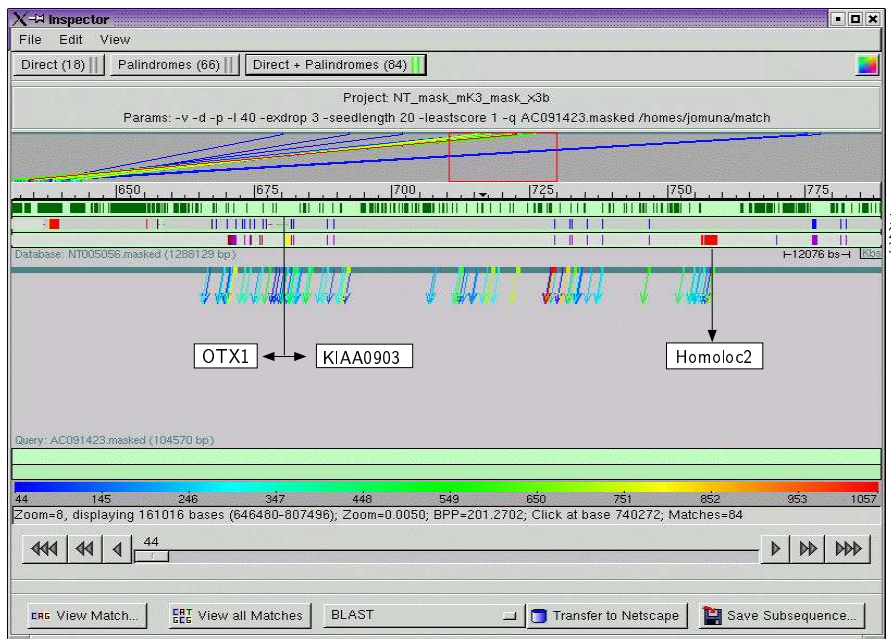 Inspector
File Edit View
Direct (18) Palindromes (66) Direct + Palindromes (84)
Project: NT_mask_mK3_mask_x3b
Params: -v -d -p -l 40 -exdrop 3 -seedlength 20 -leastscore 1 -q AC091423.masked /homes/jomuna/match
650 675 700 725 750 775
Database: NT005056.masked (1288129 bp) 12076 bs Kbs
OTX1 KIAA0903 Homoloc2
Query: AC091423.masked (104570 bp)
44 145 246 347 448 549 650 751 852 953 1057
Zoom=8, displaying 161016 bases (646480-807496); Zoom=0.0050; BPP=201.2702; Click at base 740272; Matches=84
44
CAG View Match... CAT GCG View all Matches BLAST Transfer to Netscape Save Subsequence...